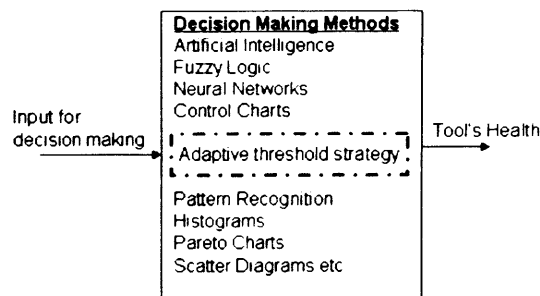 Decision Making Methods
Artificial Intelligence
Fuzzy Logic
Neural Networks
Control Charts
Input for
decision making
Adaptive threshold strategy
Tool's Health
Pattern Recognition
Histograms
Pareto Charts
Scatter Diagrams etc